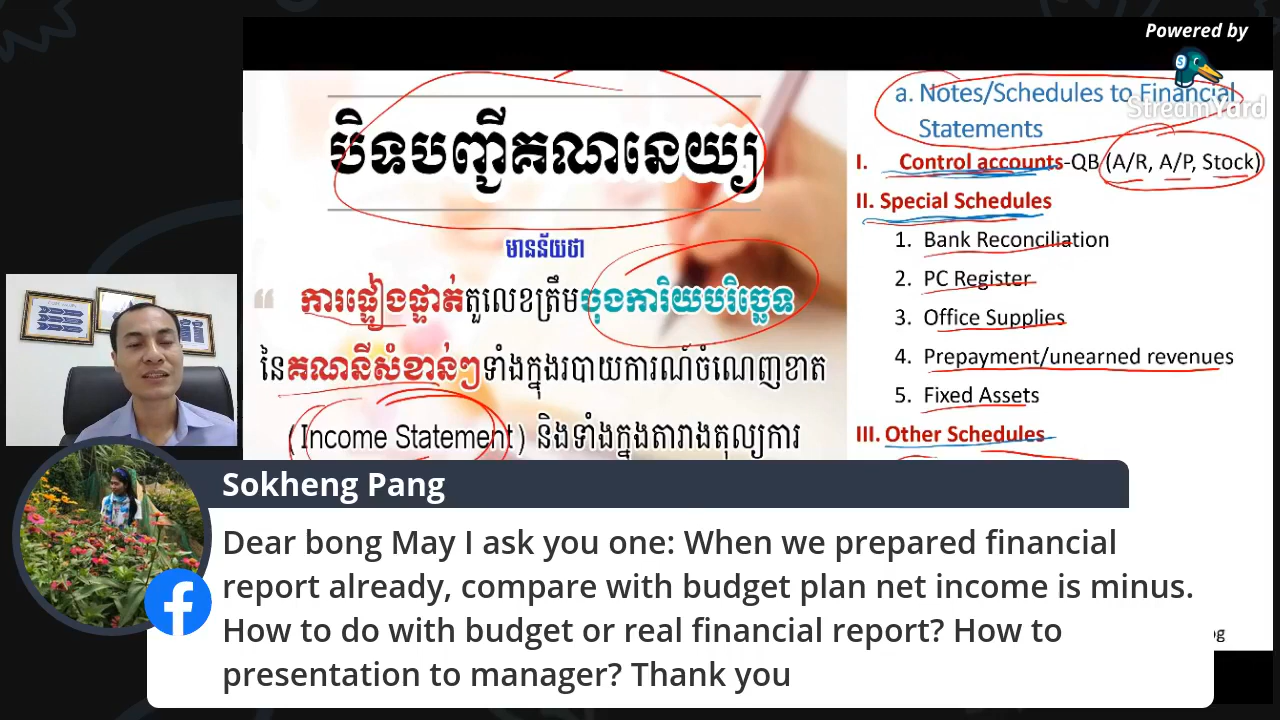 Powered by
StreamYard
បិទបញ្ជីគណនេយ្យ
មានន័យថា
“ ការផ្ទៀងផ្ទាត់តួលេខត្រឹមចុងការិយបរិច្ឆេទ
នៃគណនីសំខាន់ៗទាំងក្នុងរបាយការណ៍ចំណេញខាត
(Income Statement) និងទាំងក្នុងតារាងតុល្យការ
a. Notes/Schedules to Financial
Statements
I. Control accounts-QB (A/R, A/P, Stock)
II. Special Schedules
1. Bank Reconciliation
2. PC Register
3. Office Supplies
4. Prepayment/unearned revenues
5. Fixed Assets
III. Other Schedules
Sokheng Pang
Dear bong May I ask you one: When we prepared financial
report already, compare with budget plan net income is minus.
How to do with budget or real financial report? How to
presentation to manager? Thank you